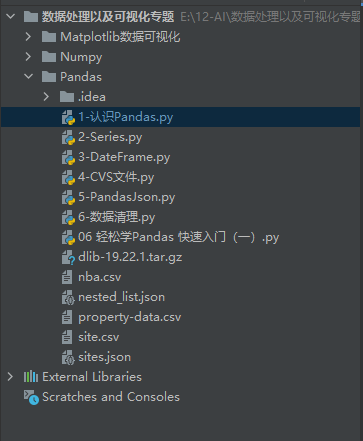 数据处理以及可视化专题 E:\12-AI\数据处理以及可视化专题
Matplotlib数据可视化
Numpy
Pandas
.idea
1-认识Pandas.py
2-Series.py
3-DateFrame.py
4-CVS文件.py
5-PandasJson.py
6-数据清理.py
06 轻松学Pandas 快速入门（一）.py
dlib-19.22.1.tar.gz
nba.csv
nested_list.json
property-data.csv
site.csv
sites.json
External Libraries
Scratches and Consoles